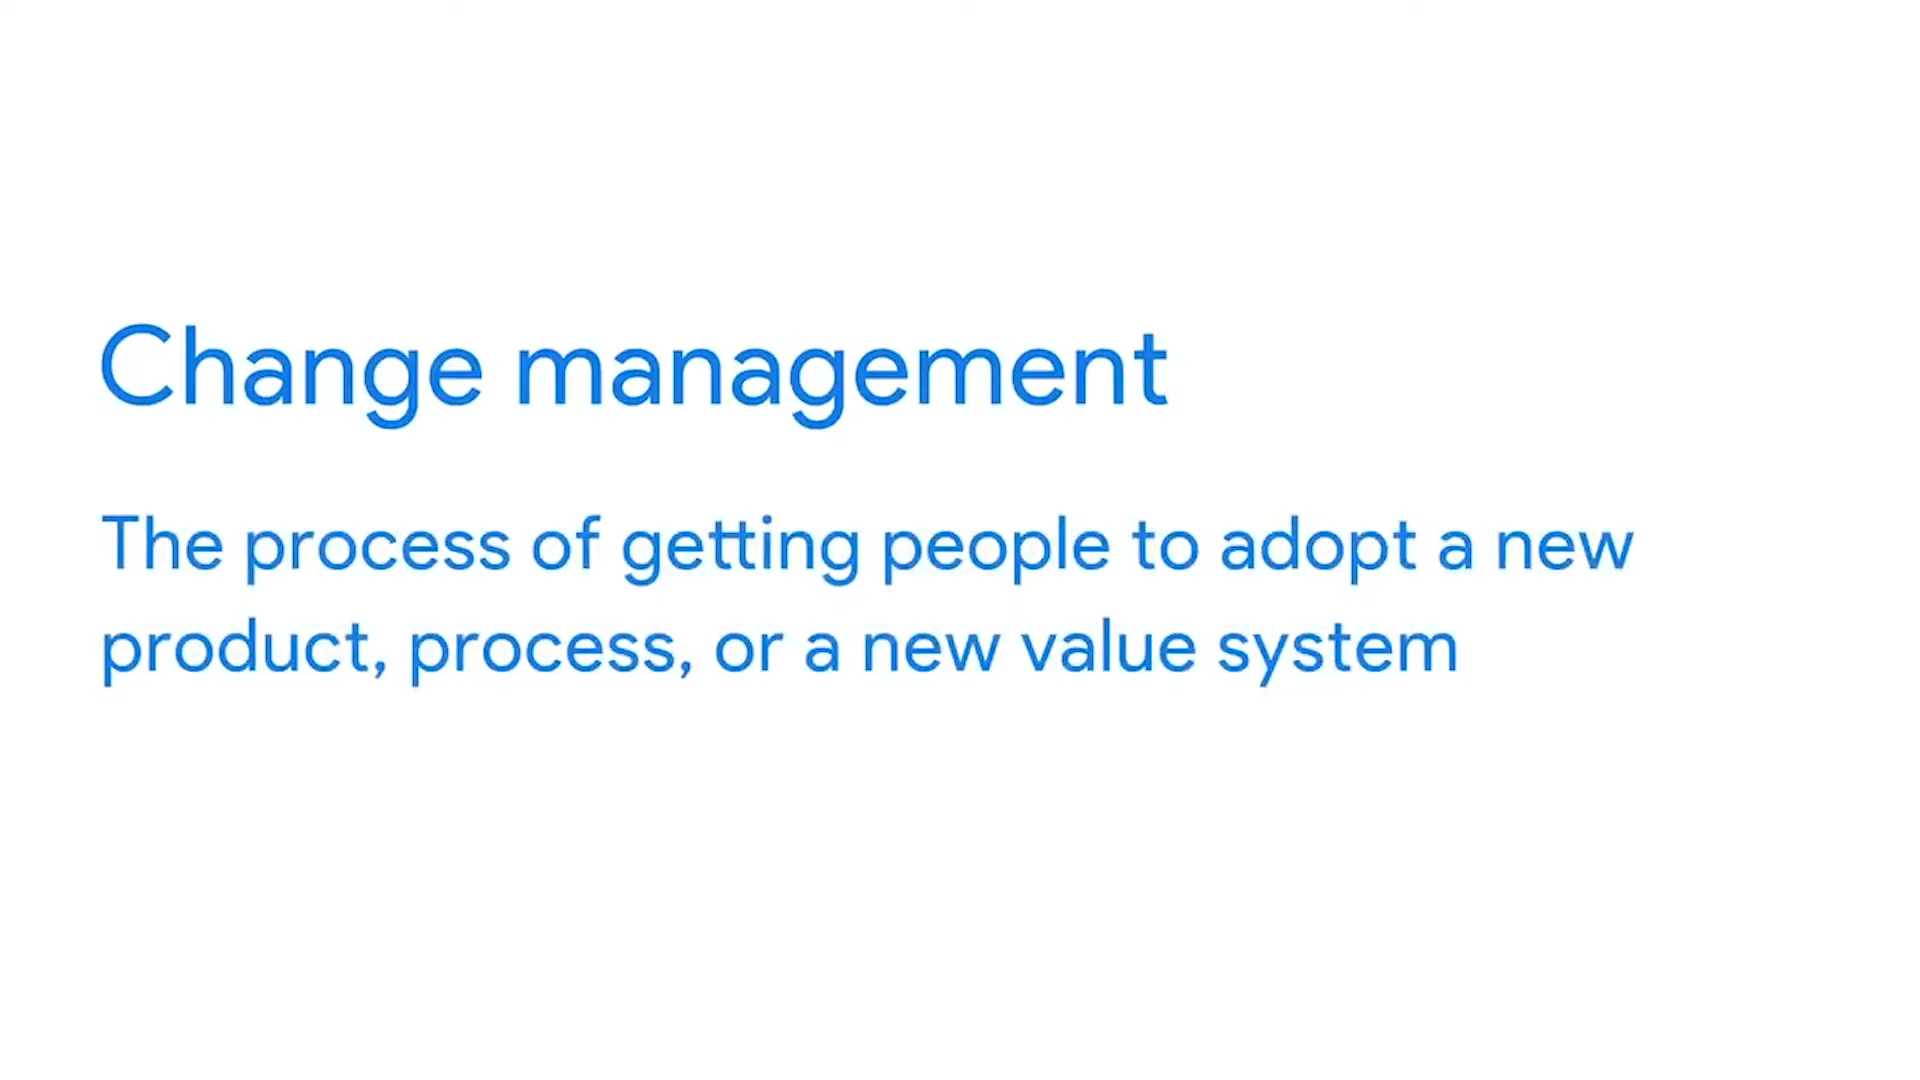 Change management
The process of getting people to adopt a new
product, process, or a new value system